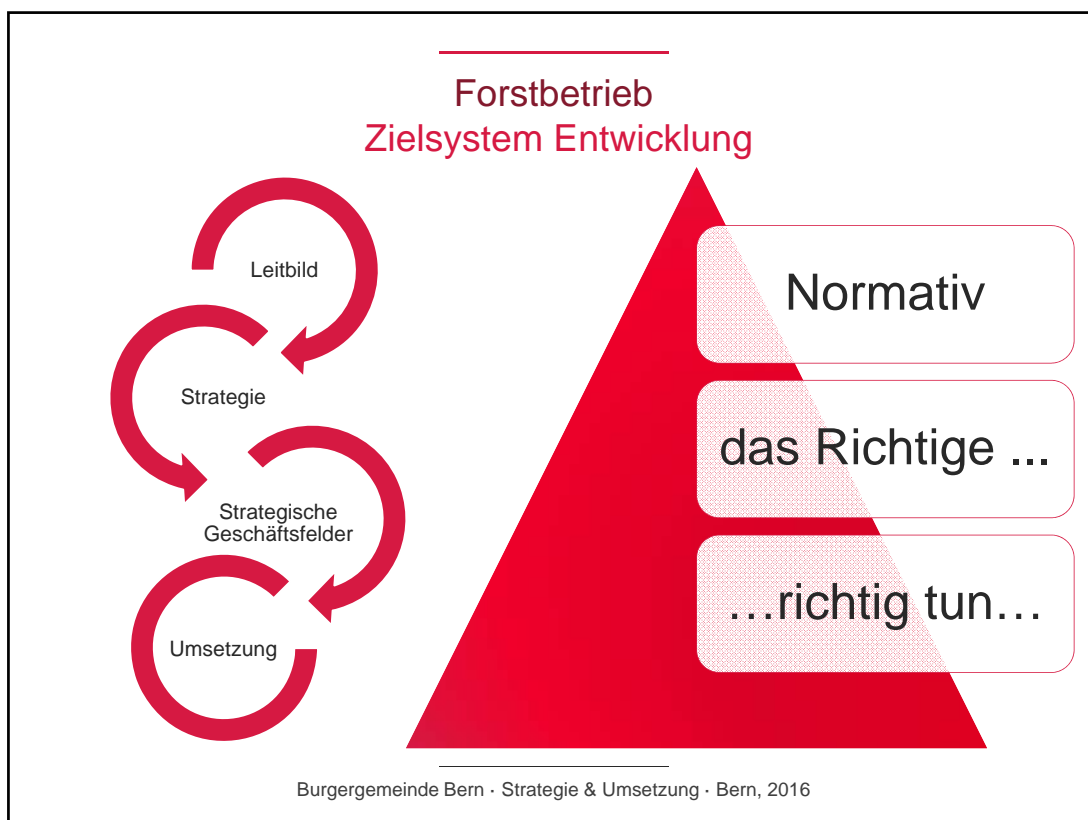 Forstbetrieb
Zielsystem Entwicklung
Leitbild
Strategie
Strategische
Geschäftsfelder
Umsetzung
Normativ
das Richtige ...
…richtig tun…
Burgergemeinde Bern · Strategie & Umsetzung · Bern, 2016